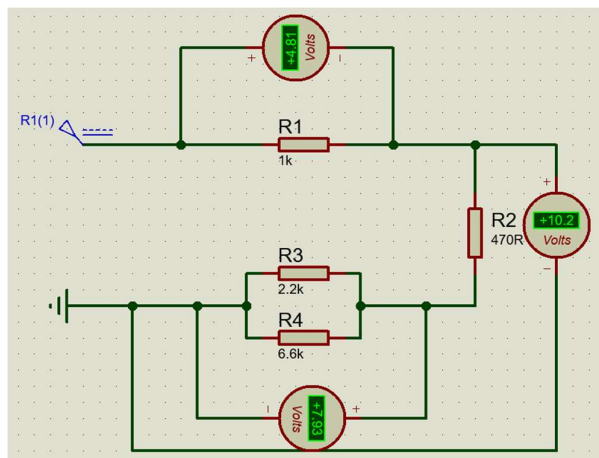 +4.81
Volts
+
−
R1(1)
R1
1k
+
R2
470R
+10.2
Volts
−
R3
2.2k
R4
6.6k
−
+
+7.93
Volts